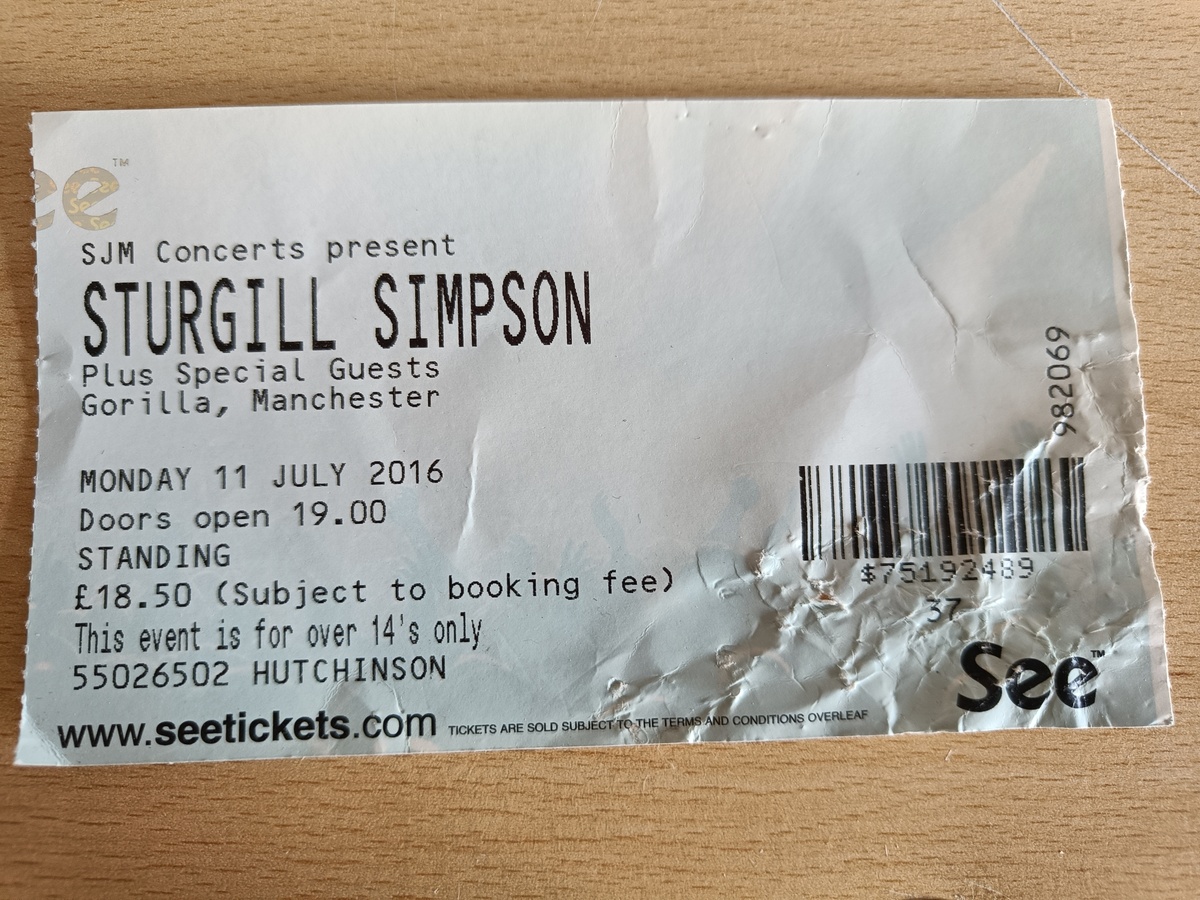 ee™
SJM Concerts present
STURGILL SIMPSON
Plus Special Guests
Gorilla, Manchester
MONDAY 11 JULY 2016
Doors open 19.00
STANDING
£18.50 (Subject to booking fee)
This event is for over 14's only
55026502 HUTCHINSON
www.seetickets.com TICKETS ARE SOLD SUBJECT TO THE TERMS AND CONDITIONS OVERLEAF
982069
$75192489
37
See™